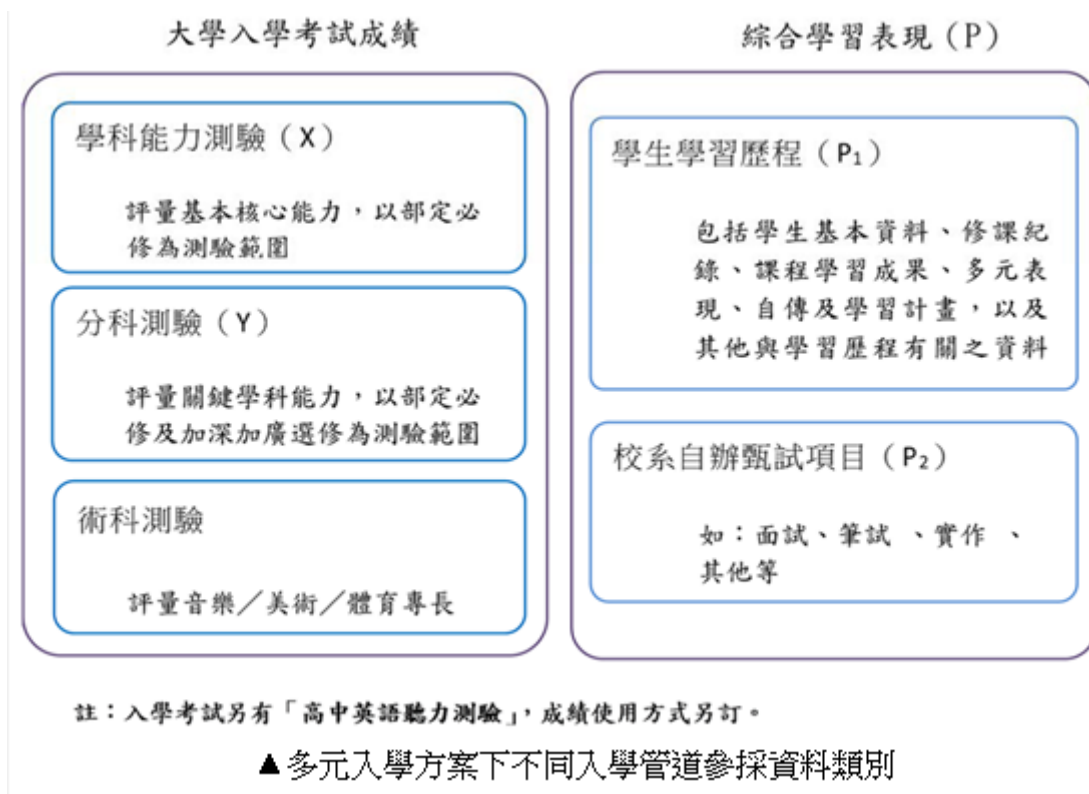 大學入學考試成績
學科能力測驗（X）
評量基本核心能力，以部定必
修為測驗範圍
分科測驗（Y）
評量關鍵學科能力，以部定必
修及加深加廣選修為測驗範圍
術科測驗
評量音樂／美術／體育專長
綜合學習表現（P）
學生學習歷程（P₁）
包括學生基本資料、修課紀
錄、課程學習成果、多元表
現、自傳及學習計畫，以及
其他與學習歷程有關之資料
校系自辦甄試項目（P₂）
如：面試、筆試 、實作 、
其他等
註：入學考試另有「高中英語聽力測驗」，成績使用方式另訂。
▲多元入學方案下不同入學管道參採資料類別